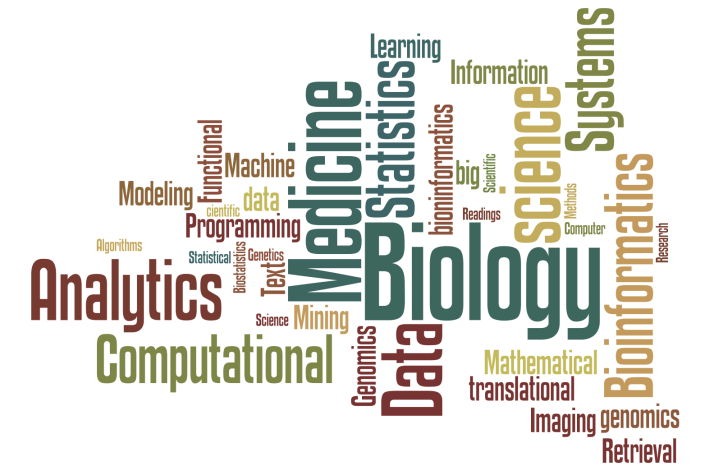 Systems
Learning
Information
Medicine
Statistics
science
Functional
Machine
bioninformatics
big
Scientific
Bioinformatics
Modeling
data
cientific
Programming
Readings
Methods
Computer
Research
Algorithms
Statistical
Biostatistics
Genetics
Text
Biology
Analytics
Science
Mining
Computational
Genomics
Data
Mathematical
translational
Imaging
genomics
Retrieval